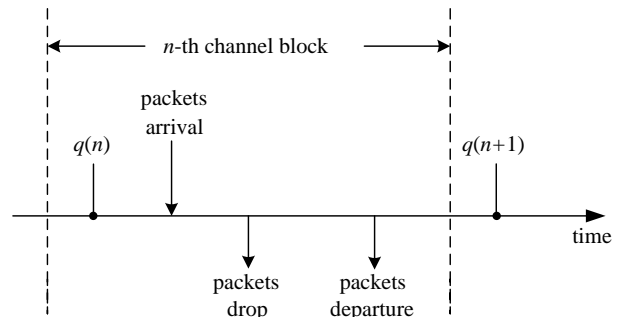 n-th channel block
packets
arrival
q(n)
q(n+1)
time
packets
drop
packets
departure